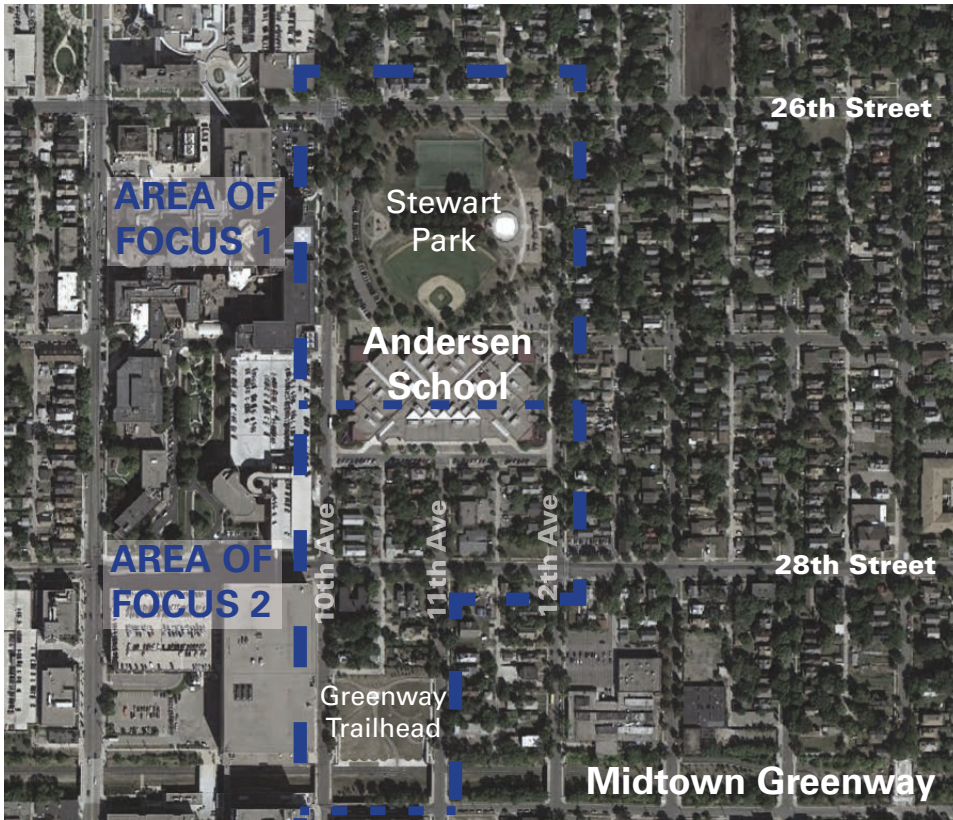 26th Street
AREA OF
FOCUS 1
Stewart
Park
Andersen
School
10th Ave
11th Ave
12th Ave
AREA OF
FOCUS 2
28th Street
Greenway
Trailhead
Midtown Greenway